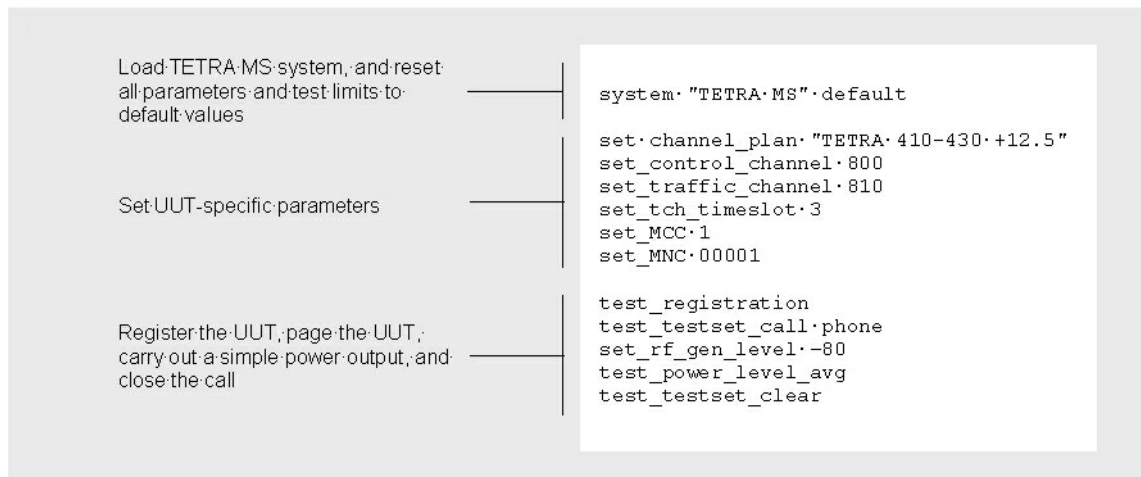 Load·TETRA·MS·system,·and·reset·
all·parameters·and·test·limits·to·
default·values
system·"TETRA·MS"·default
Set·UUT-specific·parameters
set·channel_plan·"TETRA·410-430·+12.5"
set_control_channel·800
set_traffic_channel·810
set_tch_timeslot·3
set_MCC·1
set_MNC·00001
Register·the·UUT,·page·the·UUT,·
carry·out·a·simple·power·output,·and·
close·the·call
test_registration
test_testset_call·phone
set_rf_gen_level·-80
test_power_level_avg
test_testset_clear